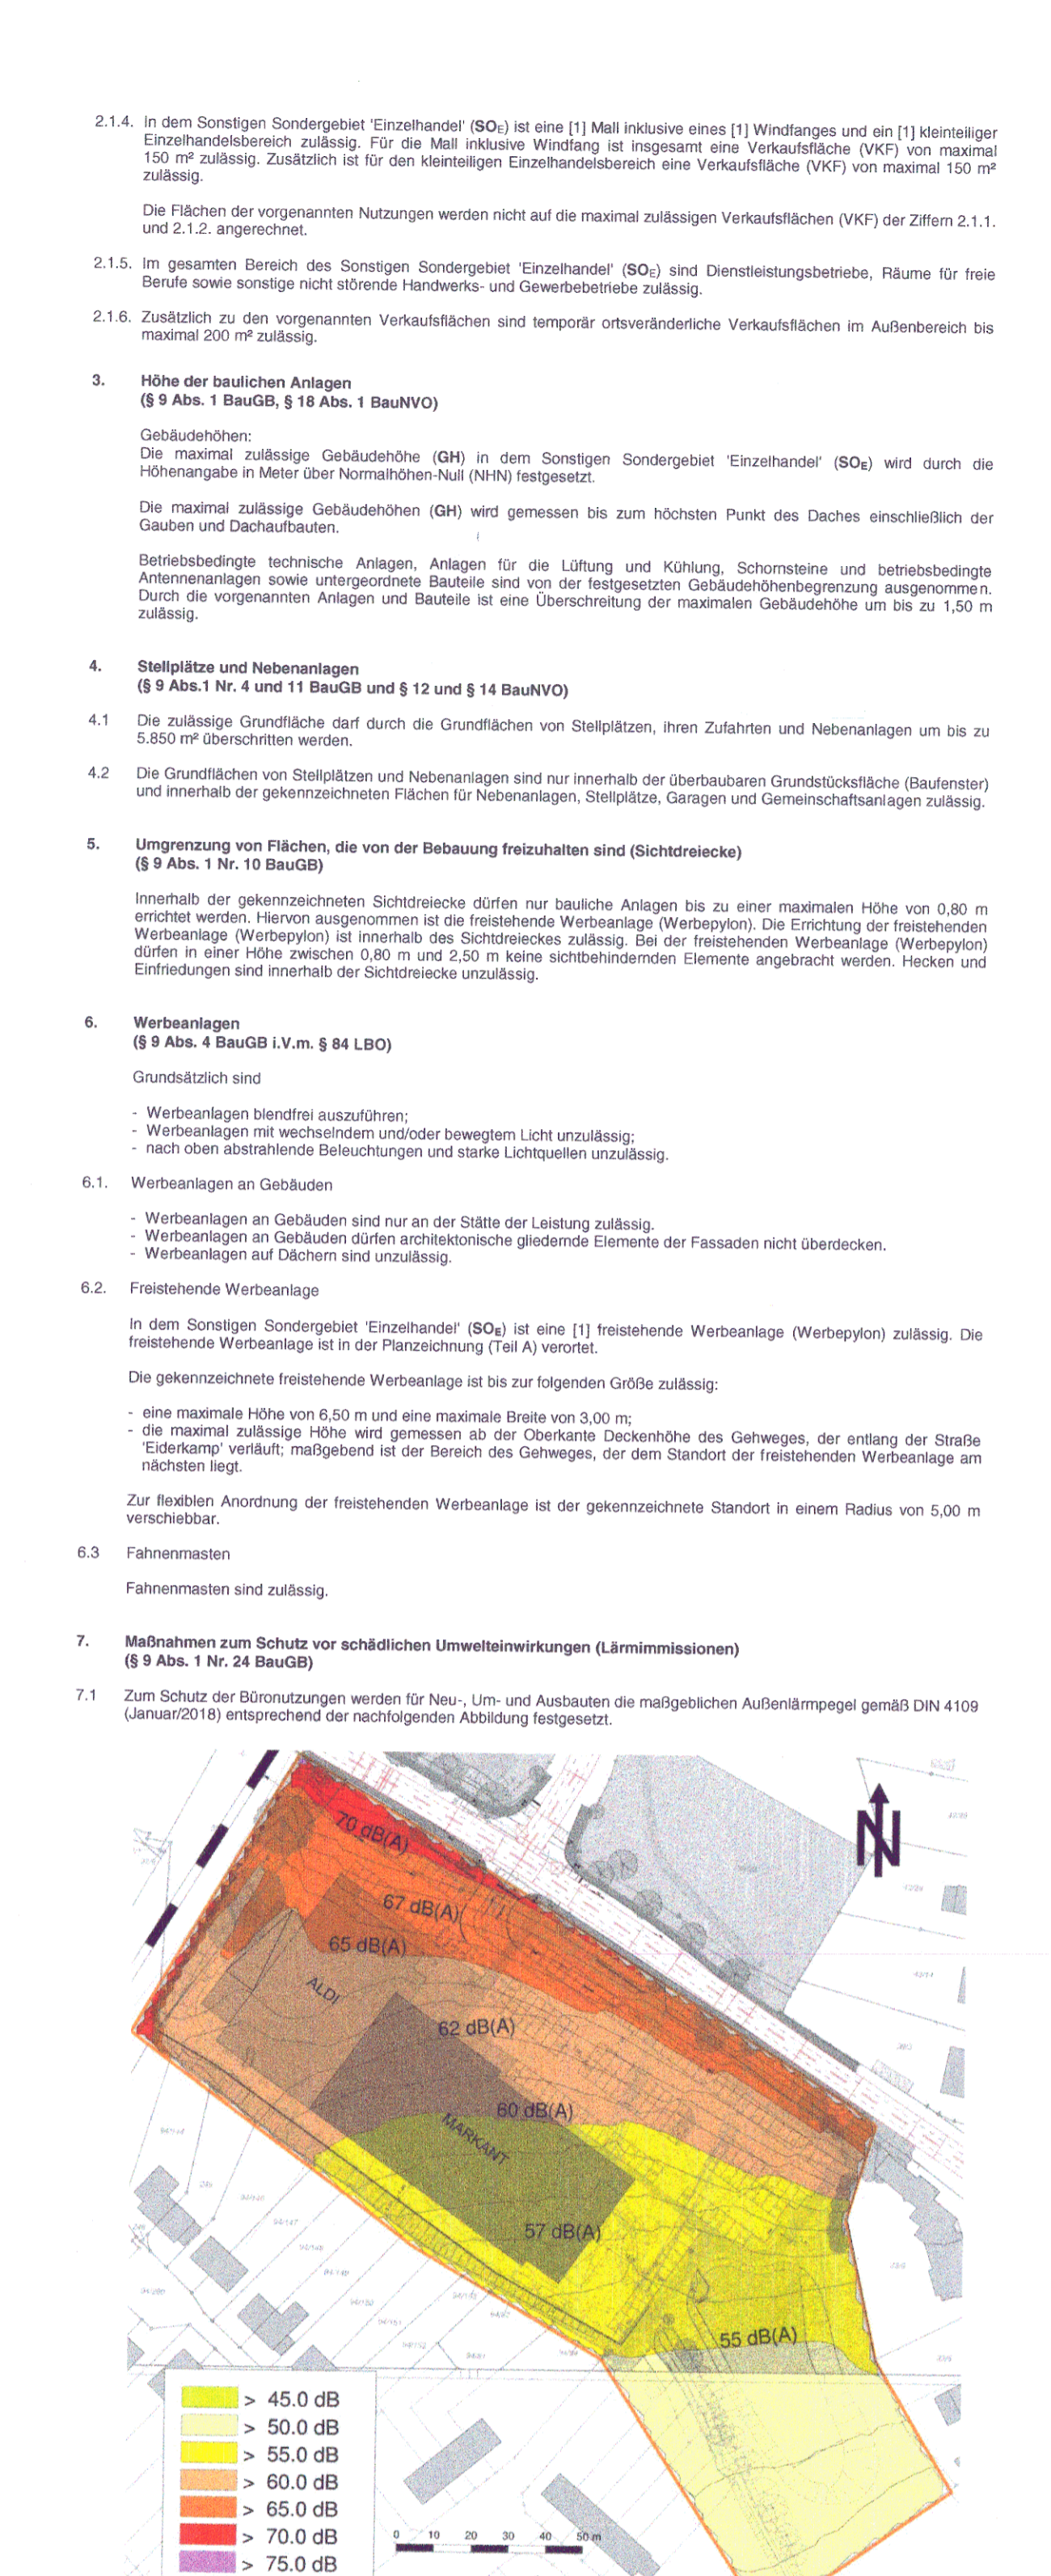 2.1.4. In dem Sonstigen Sondergebiet 'Einzelhandel' (SOE) ist eine [1] Mall inklusive eines [1] Windfanges und ein [1] kleinteiliger
Einzelhandelsbereich zulässig. Für die Mall inklusive Windfang ist insgesamt eine Verkaufsfläche (VKF) von maximal
150 m² zulässig. Zusätzlich ist für den kleinteiligen Einzelhandelsbereich eine Verkaufsfläche (VKF) von maximal 150 m²
zulässig.
Die Flächen der vorgenannten Nutzungen werden nicht auf die maximal zulässigen Verkaufsflächen (VKF) der Ziffern 2.1.1.
und 2.1.2. angerechnet.
2.1.5. Im gesamten Bereich des Sonstigen Sondergebiet 'Einzelhandel' (SOE) sind Dienstleistungsbetriebe, Räume für freie
Berufe sowie sonstige nicht störende Handwerks- und Gewerbebetriebe zulässig.
2.1.6. Zusätzlich zu den vorgenannten Verkaufsflächen sind temporär ortsveränderliche Verkaufsflächen im Außenbereich bis
maximal 200 m² zulässig.
3. Höhe der baulichen Anlagen
(§ 9 Abs. 1 BauGB, § 18 Abs. 1 BauNVO)
Gebäudehöhen:
Die maximal zulässige Gebäudehöhe (GH) in dem Sonstigen Sondergebiet 'Einzelhandel' (SOE) wird durch die
Höhenangabe in Meter über Normalhöhen-Null (NHN) festgesetzt.
Die maximal zulässige Gebäudehöhen (GH) wird gemessen bis zum höchsten Punkt des Daches einschließlich der
Gauben und Dachaufbauten.
Betriebsbedingte technische Anlagen, Anlagen für die Lüftung und Kühlung, Schornsteine und betriebsbedingte
Antennenanlagen sowie untergeordnete Bauteile sind von der festgesetzten Gebäudehöhenbegrenzung ausgenommen.
Durch die vorgenannten Anlagen und Bauteile ist eine Überschreitung der maximalen Gebäudehöhe um bis zu 1,50 m
zulässig.
4. Stellplätze und Nebenanlagen
(§ 9 Abs.1 Nr. 4 und 11 BauGB und § 12 und § 14 BauNVO)
4.1 Die zulässige Grundfläche darf durch die Grundflächen von Stellplätzen, ihren Zufahrten und Nebenanlagen um bis zu
5.850 m² überschritten werden.
4.2 Die Grundflächen von Stellplätzen und Nebenanlagen sind nur innerhalb der überbaubaren Grundstücksfläche (Baufenster)
und innerhalb der gekennzeichneten Flächen für Nebenanlagen, Stellplätze, Garagen und Gemeinschaftsanlagen zulässig.
5. Umgrenzung von Flächen, die von der Bebauung freizuhalten sind (Sichtdreiecke)
(§ 9 Abs. 1 Nr. 10 BauGB)
Innerhalb der gekennzeichneten Sichtdreiecke dürfen nur bauliche Anlagen bis zu einer maximalen Höhe von 0,80 m
errichtet werden. Hiervon ausgenommen ist die freistehende Werbeanlage (Werbepylon). Die Errichtung der freistehenden
Werbeanlage (Werbepylon) ist innerhalb des Sichtdreieckes zulässig. Bei der freistehenden Werbeanlage (Werbepylon)
dürfen in einer Höhe zwischen 0,80 m und 2,50 m keine sichtbehindernden Elemente angebracht werden. Hecken und
Einfriedungen sind innerhalb der Sichtdreiecke unzulässig.
6. Werbeanlagen
(§ 9 Abs. 4 BauGB i.V.m. § 84 LBO)
Grundsätzlich sind
- Werbeanlagen blendfrei auszuführen;
- Werbeanlagen mit wechselndem und/oder bewegtem Licht unzulässig;
- nach oben abstrahlende Beleuchtungen und starke Lichtquellen unzulässig.
6.1. Werbeanlagen an Gebäuden
- Werbeanlagen an Gebäuden sind nur an der Stätte der Leistung zulässig.
- Werbeanlagen an Gebäuden dürfen architektonische gliedernde Elemente der Fassaden nicht überdecken.
- Werbeanlagen auf Dächern sind unzulässig.
6.2. Freistehende Werbeanlage
In dem Sonstigen Sondergebiet 'Einzelhandel' (SOE) ist eine [1] freistehende Werbeanlage (Werbepylon) zulässig. Die
freistehende Werbeanlage ist in der Planzeichnung (Teil A) verortet.
Die gekennzeichnete freistehende Werbeanlage ist bis zur folgenden Größe zulässig:
- eine maximale Höhe von 6,50 m und eine maximale Breite von 3,00 m;
- die maximal zulässige Höhe wird gemessen ab der Oberkante Deckenhöhe des Gehweges, der entlang der Straße
'Eiderkamp' verläuft; maßgebend ist der Bereich des Gehweges, der dem Standort der freistehenden Werbeanlage am
nächsten liegt.
Zur flexiblen Anordnung der freistehenden Werbeanlage ist der gekennzeichnete Standort in einem Radius von 5,00 m
verschiebbar.
6.3 Fahnenmasten
Fahnenmasten sind zulässig.
7. Maßnahmen zum Schutz vor schädlichen Umwelteinwirkungen (Lärmimmissionen)
(§ 9 Abs. 1 Nr. 24 BauGB)
7.1 Zum Schutz der Büronutzungen werden für Neu-, Um- und Ausbauten die maßgeblichen Außenlärmpegel gemäß DIN 4109
(Januar/2018) entsprechend der nachfolgenden Abbildung festgesetzt.
N
70 dB(A)
67 dB(A)
65 dB(A)
ALDI
62 dB(A)
60 dB(A)
MARKANT
57 dB(A)
55 dB(A)
> 45.0 dB
> 50.0 dB
> 55.0 dB
> 60.0 dB
> 65.0 dB
> 70.0 dB
> 75.0 dB
0 10 20 30 40 50 m